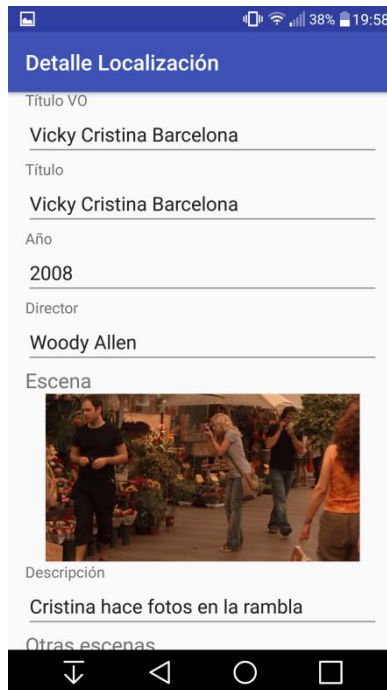 38% 19:58
Detalle Localización
Título VO
Vicky Cristina Barcelona
Título
Vicky Cristina Barcelona
Año
2008
Director
Woody Allen
Escena
Descripción
Cristina hace fotos en la rambla
Otras escenas